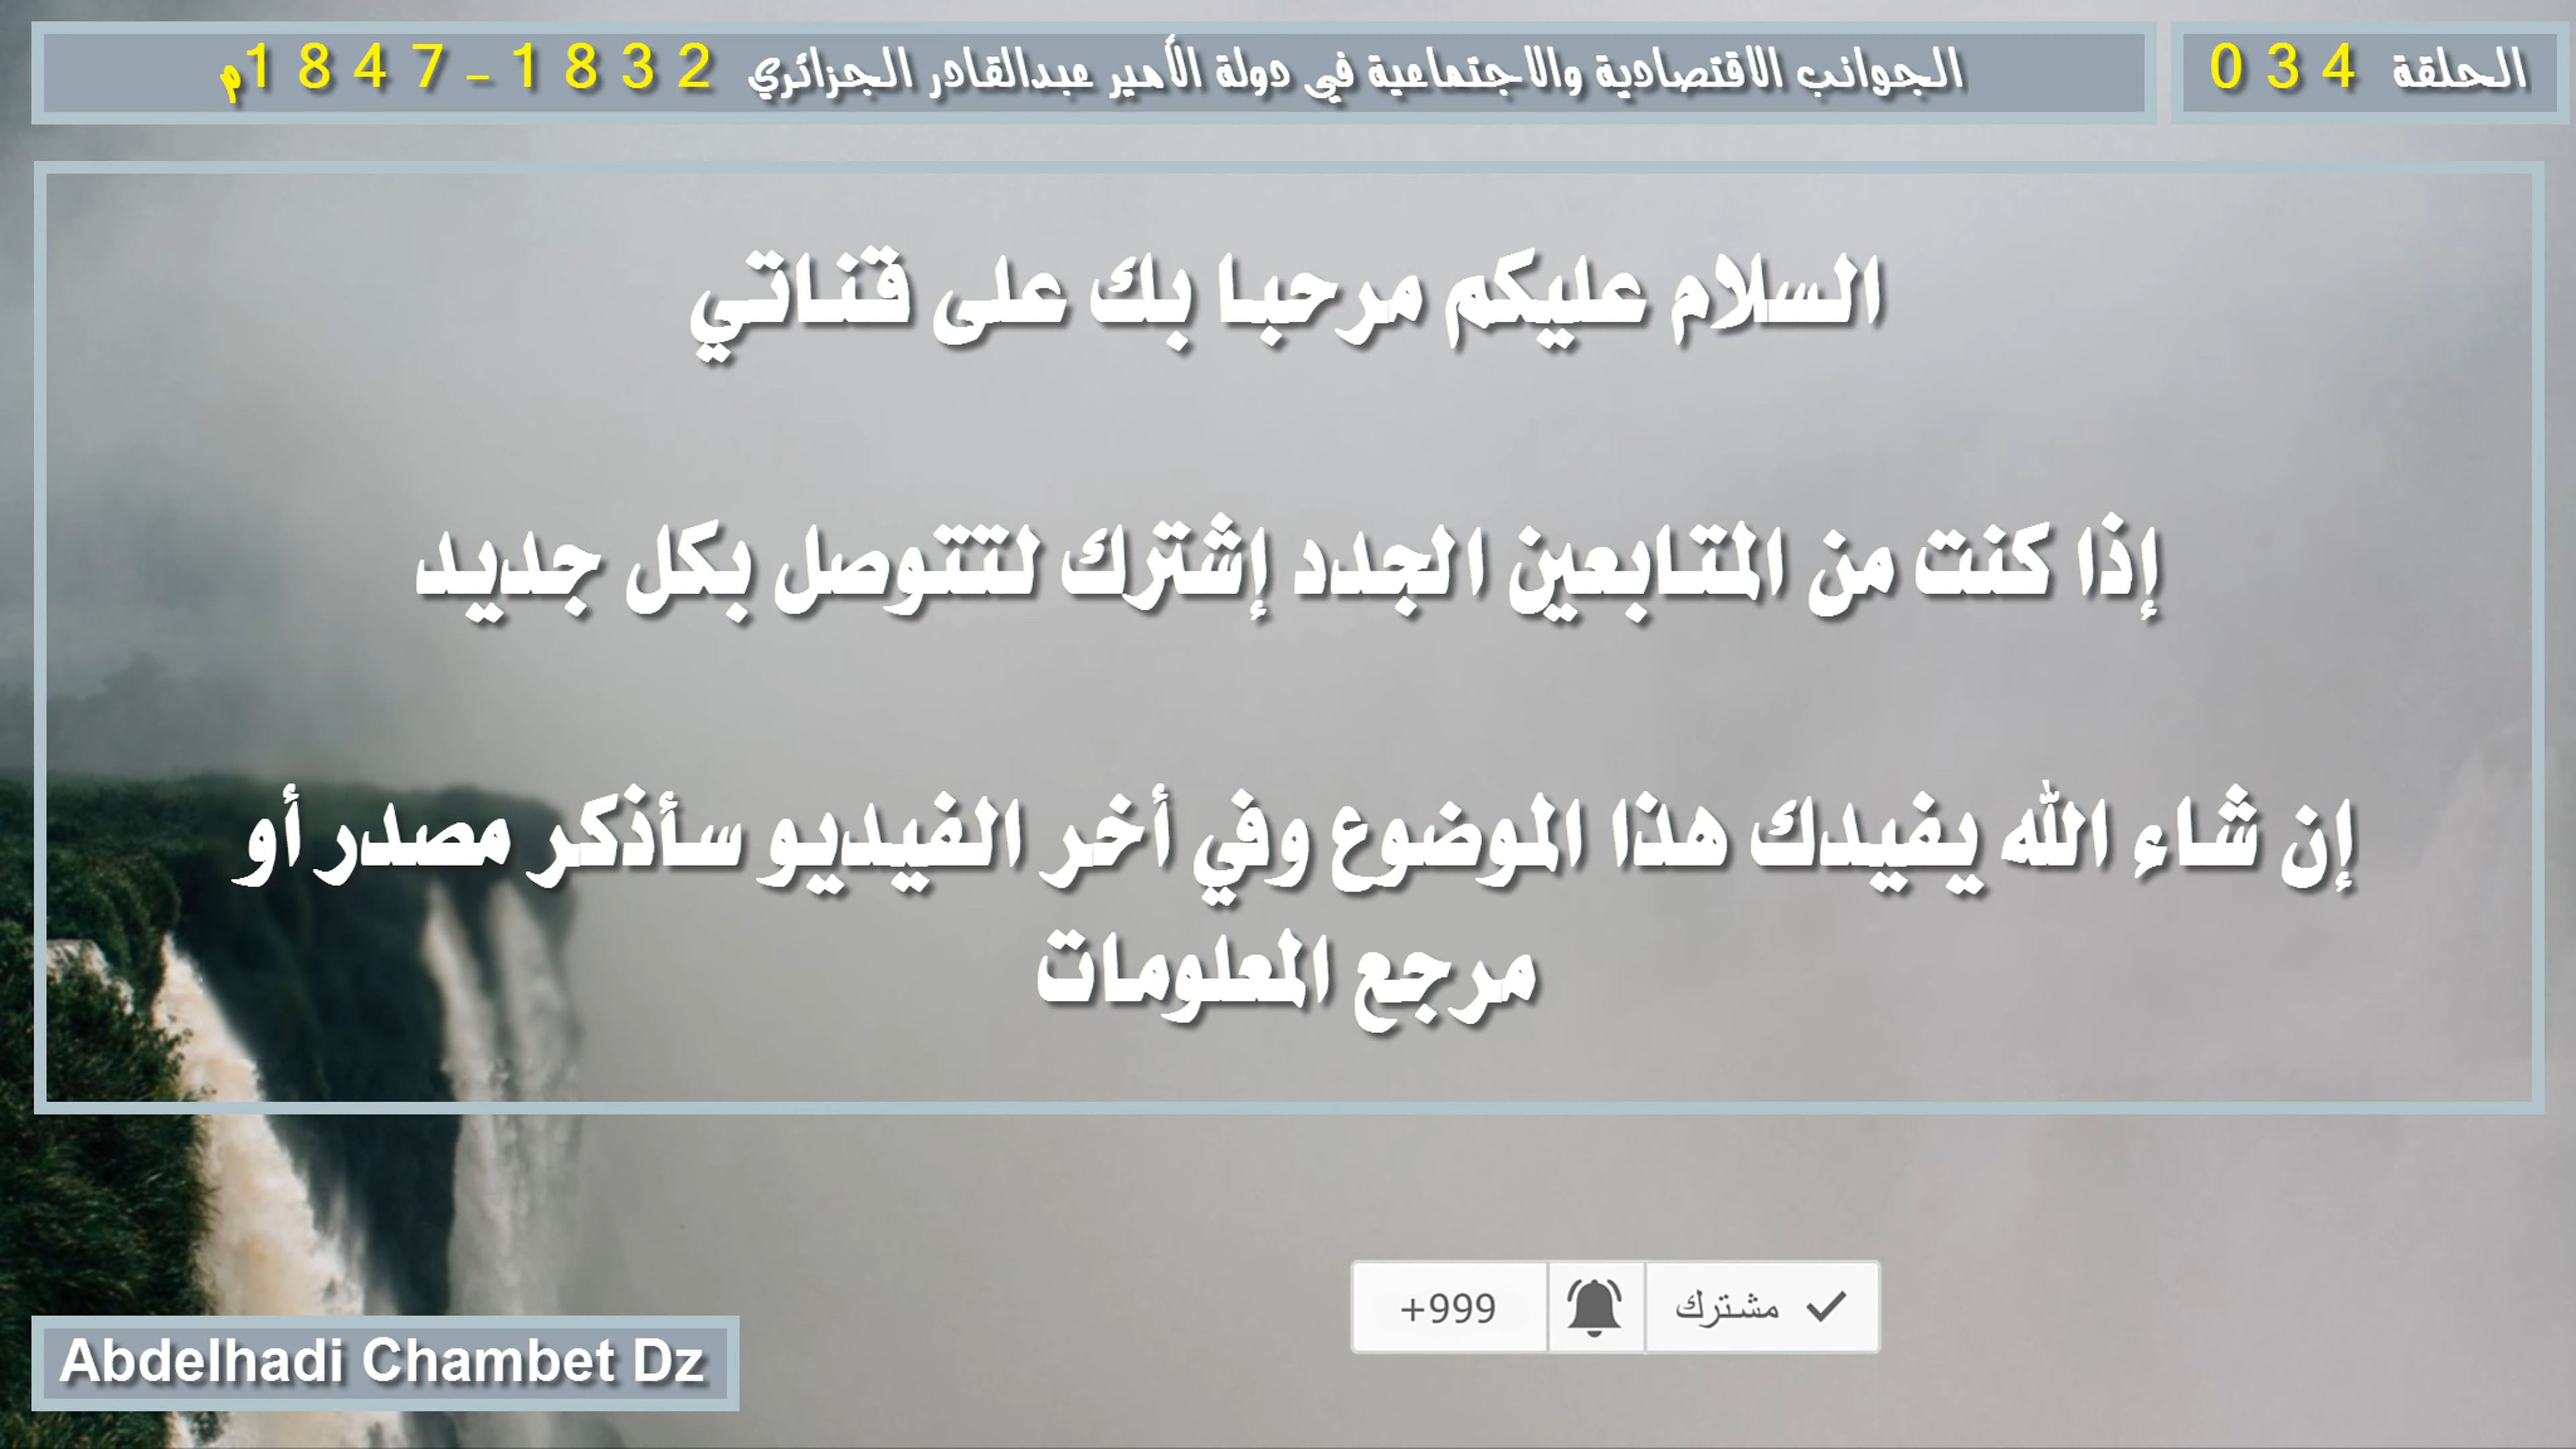 الحلقة 034
الجوانب الاقتصادية والاجتماعية في دولة الأمير عبدالقادر الجزائري 1832-1847م
السلام عليكم مرحبا بك على قناتي
إذا كنت من المتابعين الجدد إشترك لتتوصل بكل جديد
إن شاء الله يفيدك هذا الموضوع وفي أخر الفيديو سأذكر مصدر أو
مرجع المعلومات
مشترك
+999
Abdelhadi Chambet Dz